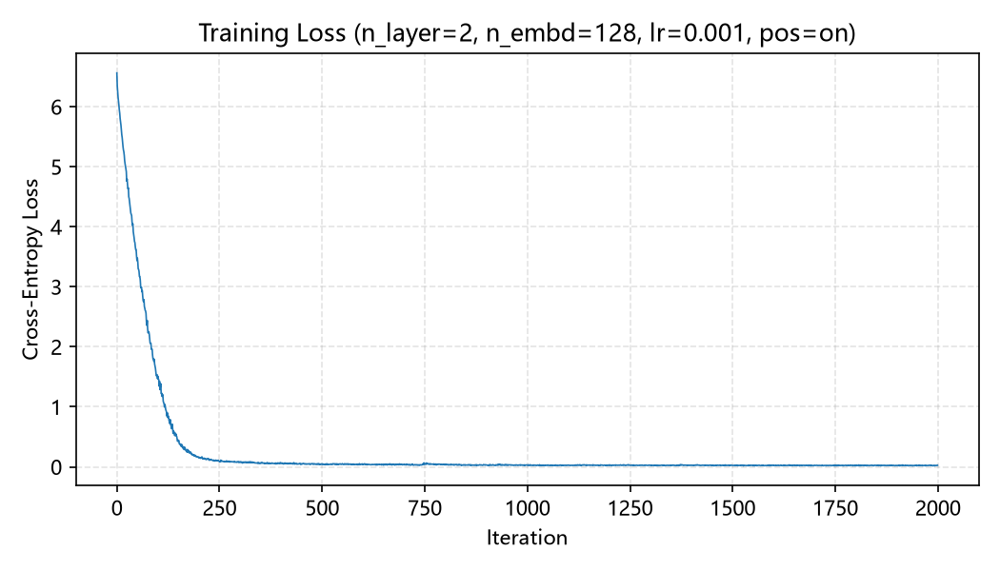 Training Loss (n_layer=2, n_embd=128, lr=0.001, pos=on)
Cross-Entropy Loss
6
5
4
3
2
1
0
0 250 500 750 1000 1250 1500 1750 2000
Iteration